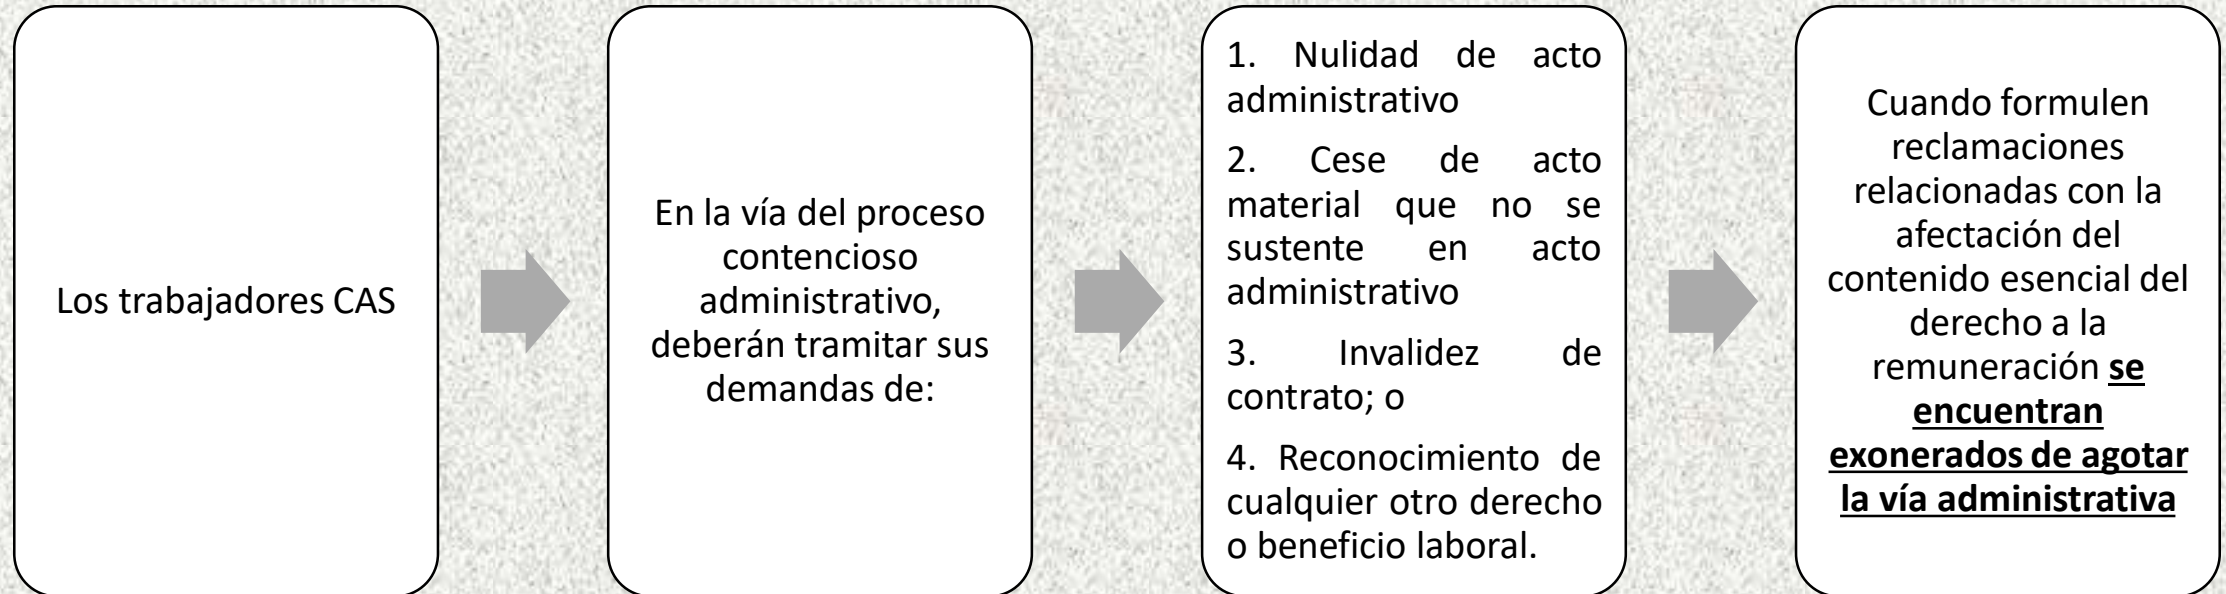 Los trabajadores CAS
En la vía del proceso
contencioso
administrativo,
deberán tramitar sus
demandas de:
1. Nulidad de acto
administrativo
2. Cese de acto
material que no se
sustente en acto
administrativo
3. Invalidez de
contrato; o
4. Reconocimiento de
cualquier otro derecho
o beneficio laboral.
Cuando formulen
reclamaciones
relacionadas con la
afectación del
contenido esencial del
derecho a la
remuneración se
encuentran
exonerados de agotar
la vía administrativa